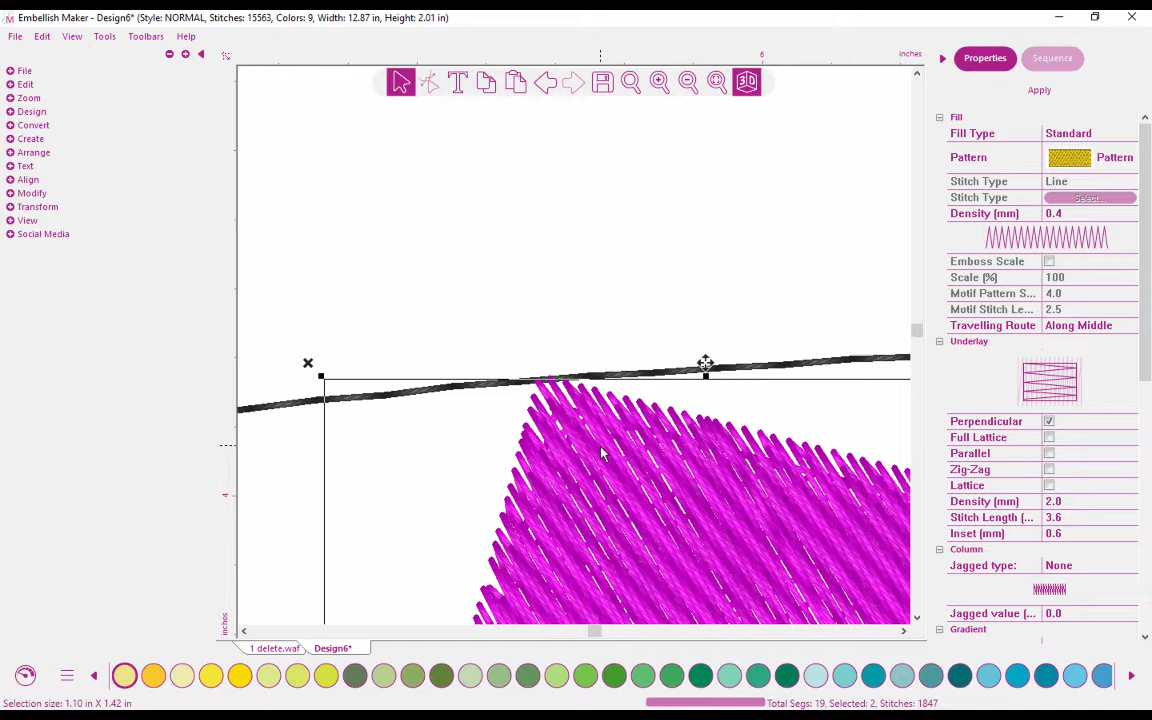 Embellish Maker - Design6* (Style: NORMAL, Stitches: 15563, Colors: 9, Width: 12.87 in, Height: 2.01 in)
File Edit View Tools Toolbars Help
6 inches
Properties Sequence
Apply
File
Edit
Zoom
Design
Convert
Create
Arrange
Text
Align
Modify
Transform
View
Social Media
T 3D
4
inches
Fill
Fill Type Standard
Pattern Pattern
Stitch Type Line
Stitch Type Select...
Density (mm) 0.4
Emboss Scale
Scale (%) 100
Motif Pattern S... 4.0
Motif Stitch Le... 2.5
Travelling Route Along Middle
Underlay
Perpendicular
Full Lattice
Parallel
Zig-Zag
Lattice
Density (mm) 2.0
Stitch Length (... 3.6
Inset (mm) 0.6
Column
Jagged type: None
Jagged value (... 0.0
Gradient
1 delete.waf Design6*
Selection size: 1.10 in X 1.42 in Total Segs: 19, Selected: 2, Stitches: 1847